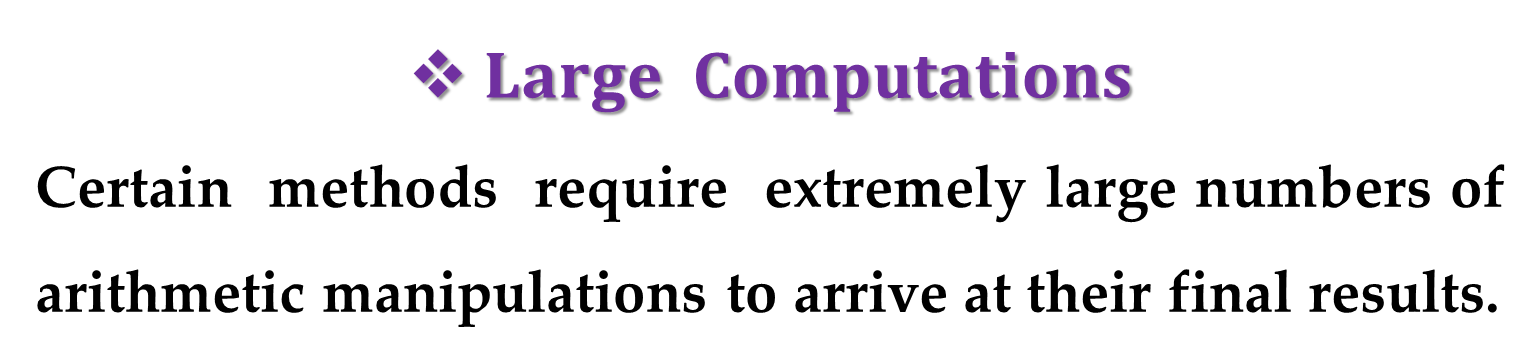 ❖ Large Computations
Certain methods require extremely large numbers of
arithmetic manipulations to arrive at their final results.